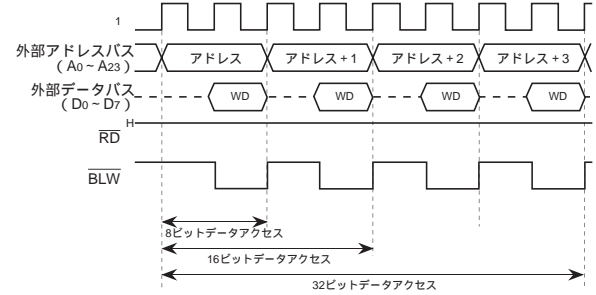 1
外部アドレスバス
( A0 ~ A23 )
アドレス
アドレス + 1
アドレス + 2
アドレス + 3
外部データバス
( D0 ~ D7 )
WD
WD
WD
WD
H
RD
BLW
8ビットデータアクセス
16ビットデータアクセス
32ビットデータアクセス